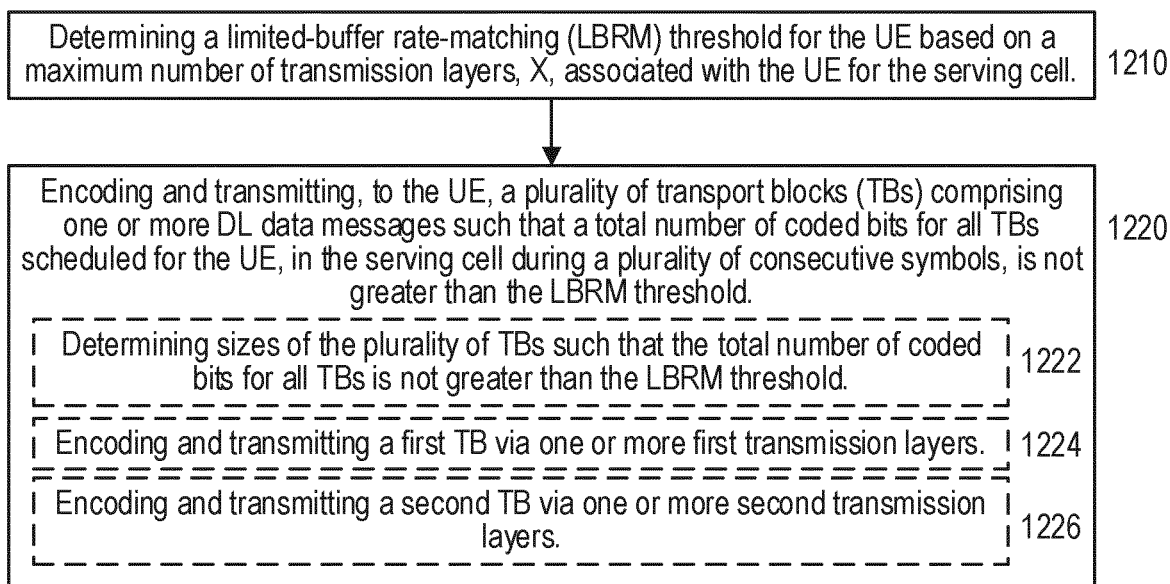 Determining a limited-buffer rate-matching (LBRM) threshold for the UE based on a
maximum number of transmission layers, X, associated with the UE for the serving cell.
1210
Encoding and transmitting, to the UE, a plurality of transport blocks (TBs) comprising
one or more DL data messages such that a total number of coded bits for all TBs
scheduled for the UE, in the serving cell during a plurality of consecutive symbols, is not
greater than the LBRM threshold.
1220
Determining sizes of the plurality of TBs such that the total number of coded
bits for all TBs is not greater than the LBRM threshold.
1222
Encoding and transmitting a first TB via one or more first transmission layers.
1224
Encoding and transmitting a second TB via one or more second transmission
layers.
1226